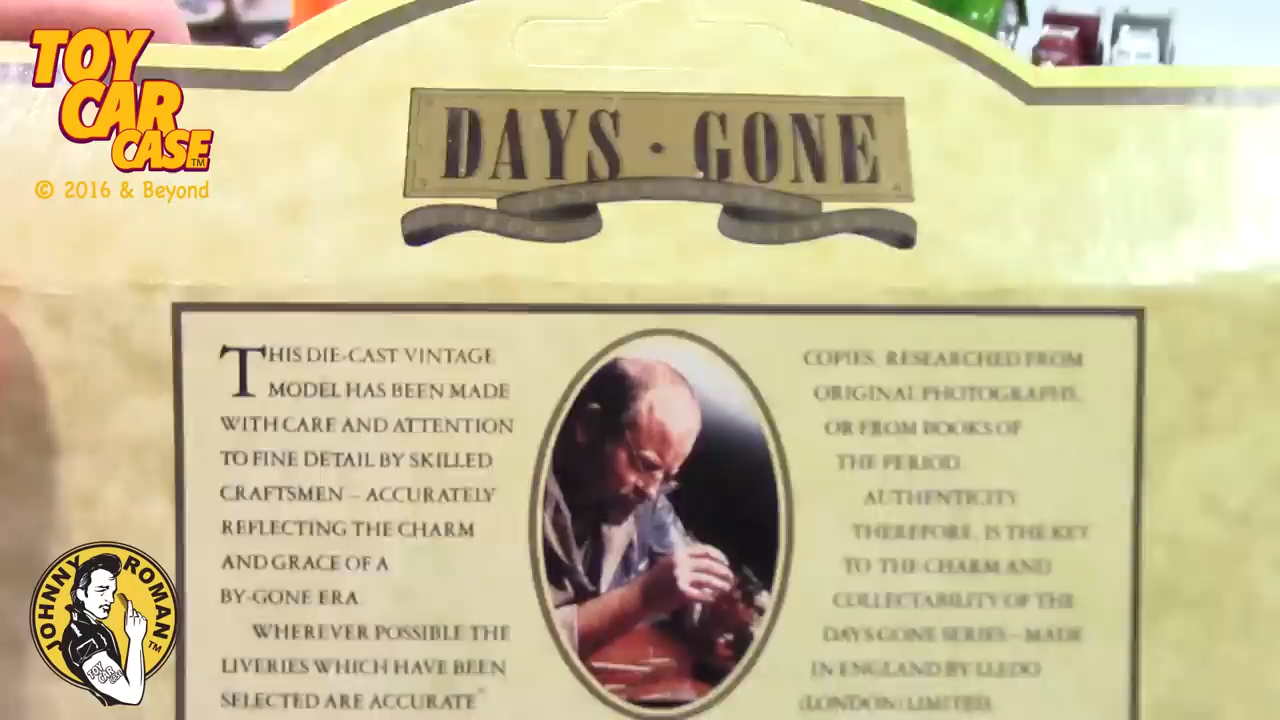 TOY
CAR
CASE™
© 2016 & Beyond
DAYS · GONE
THIS DIE-CAST VINTAGE
MODEL HAS BEEN MADE
WITH CARE AND ATTENTION
TO FINE DETAIL BY SKILLED
CRAFTSMEN – ACCURATELY
REFLECTING THE CHARM
AND GRACE OF A
BY-GONE ERA
WHEREVER POSSIBLE THE
LIVERIES WHICH HAVE BEEN
SELECTED ARE ACCURATE
COPIES, RESEARCHED FROM
ORIGINAL PHOTOGRAPHS,
OR FROM BOOKS OF
THE PERIOD.
AUTHENTICITY
THEREFORE, IS THE KEY
TO THE CHARM AND
COLLECTABILITY OF THE
DAYS GONE SERIES – MADE
IN ENGLAND BY LLEDO
(LONDON) LIMITED.
JOHNNY ROMAN™
TOY
CAR
CASE